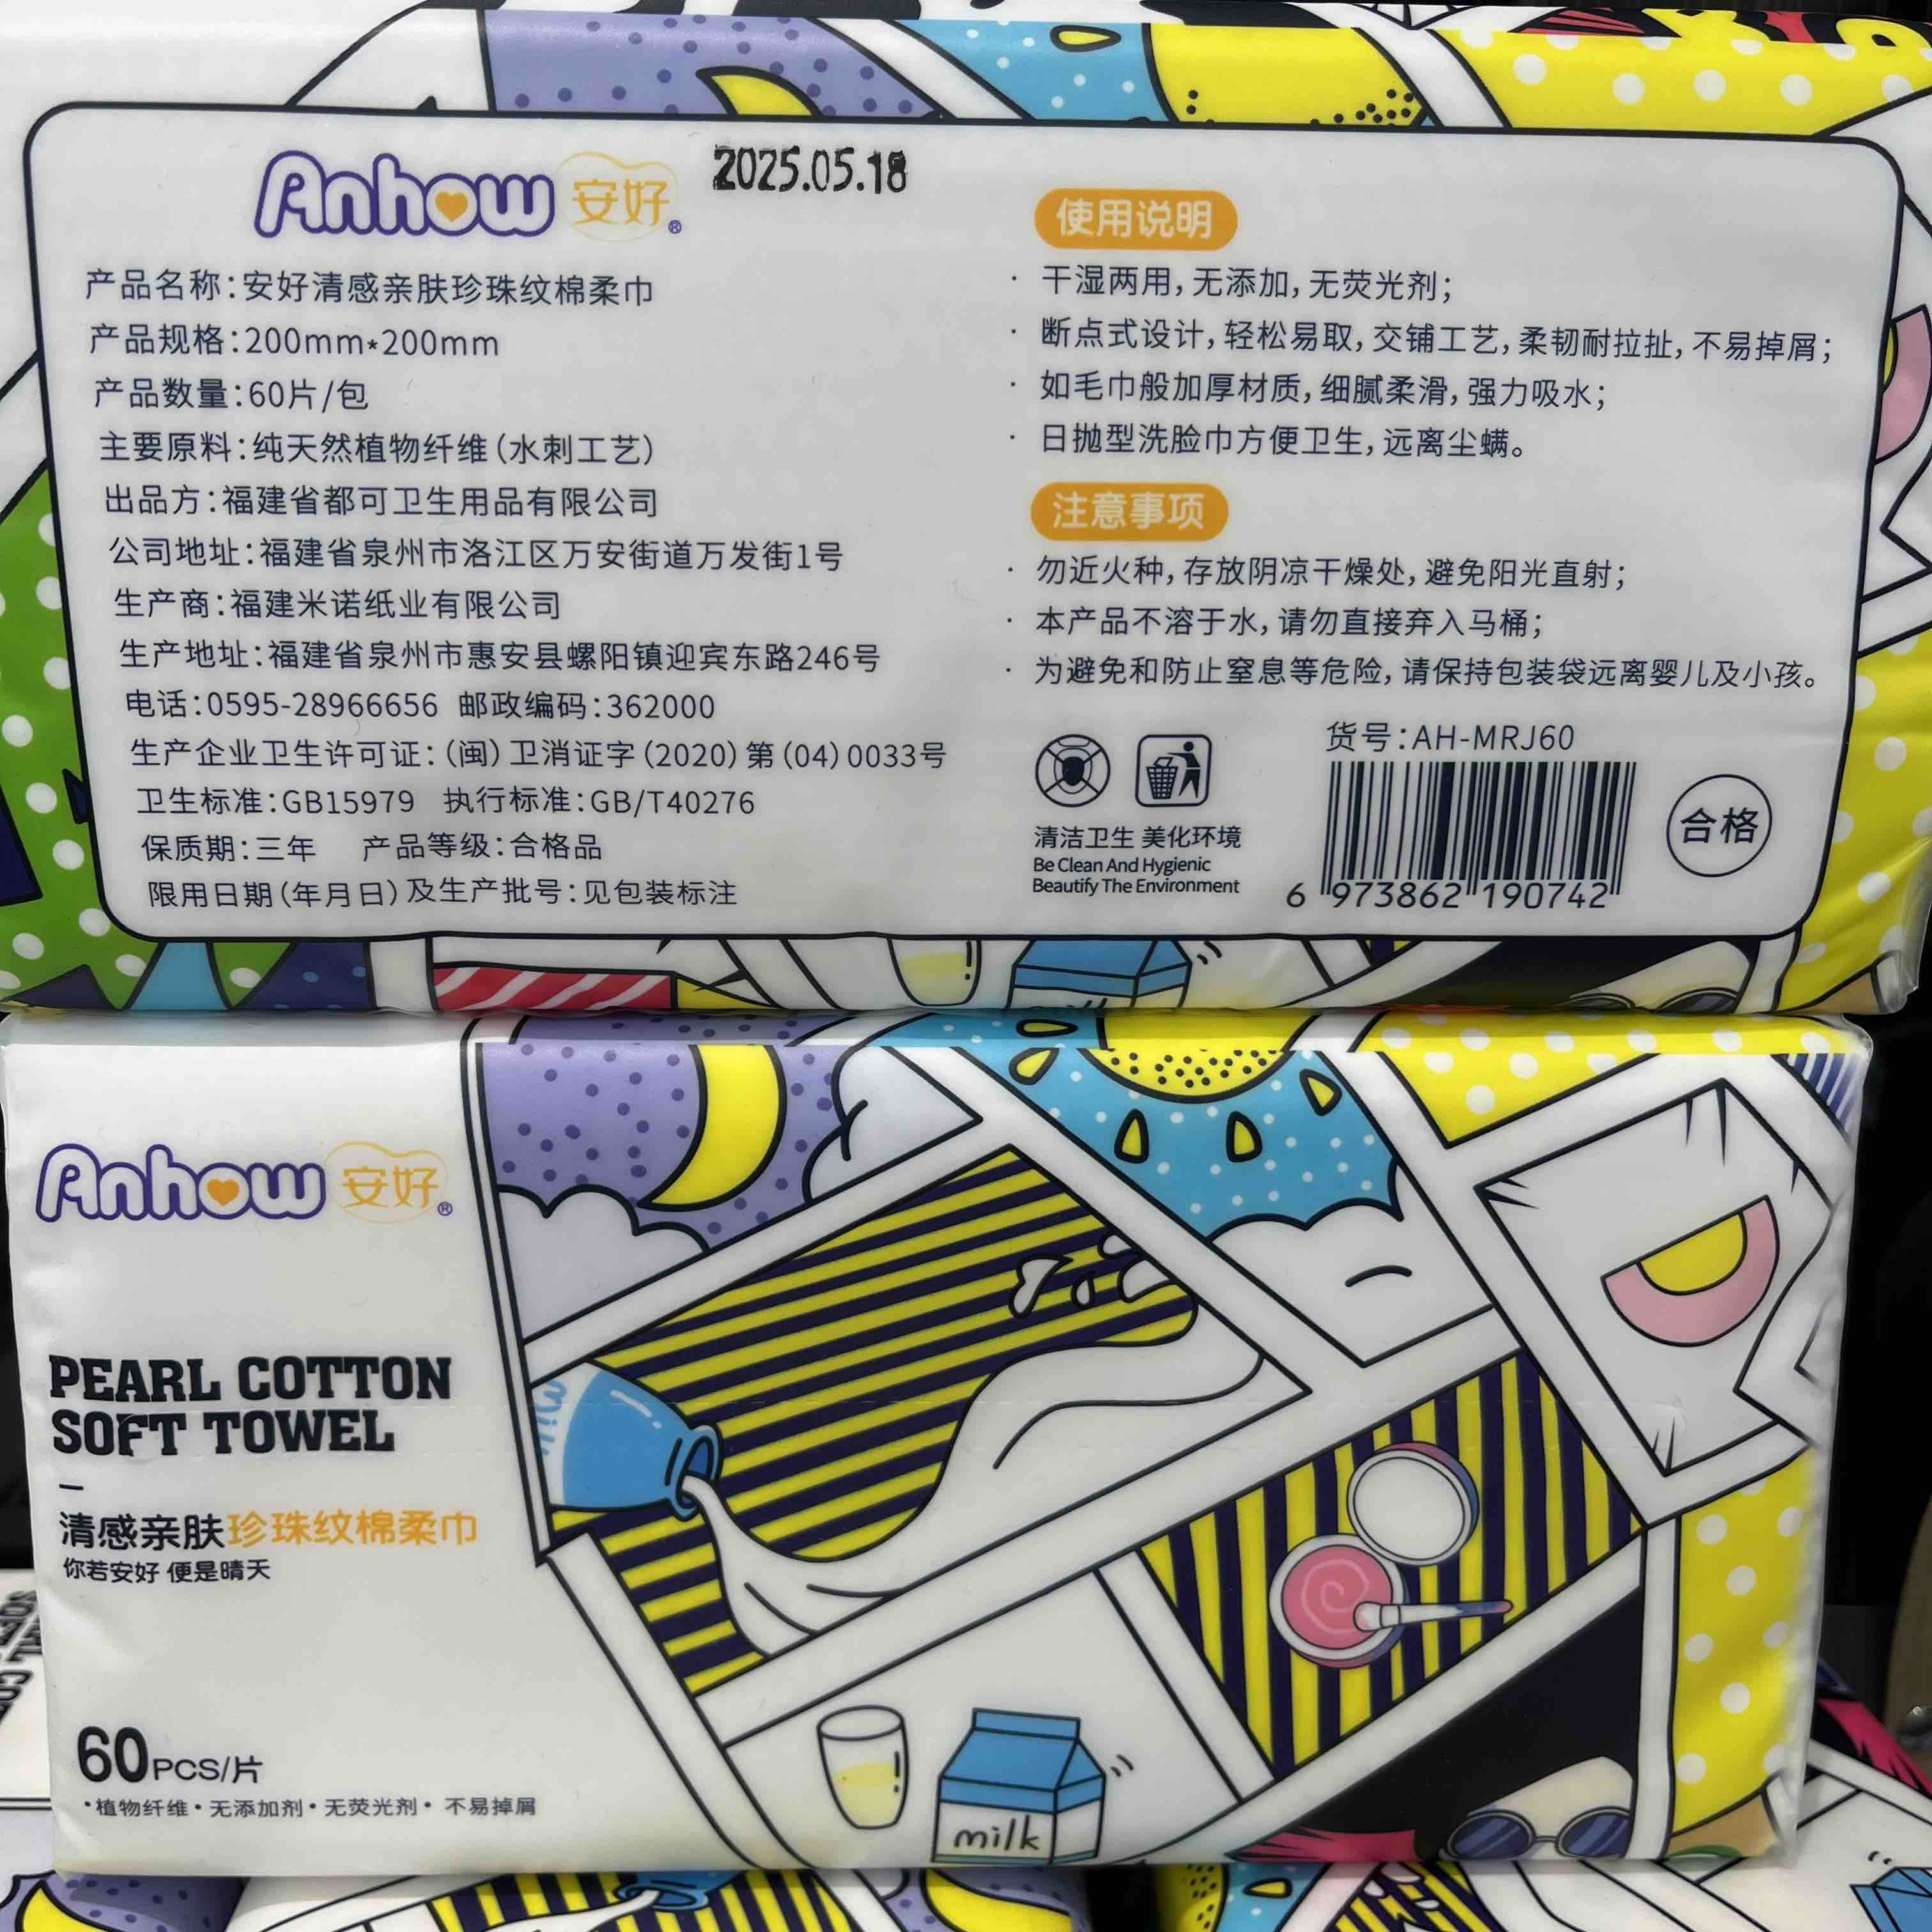 Anhow 安好®
2025.05.18
产品名称:安好清感亲肤珍珠纹棉柔巾
产品规格:200mm*200mm
产品数量:60片/包
主要原料:纯天然植物纤维(水刺工艺)
出品方:福建省都可卫生用品有限公司
公司地址:福建省泉州市洛江区万安街道万发街1号
生产商:福建米诺纸业有限公司
生产地址:福建省泉州市惠安县螺阳镇迎宾东路246号
电话:0595-28966656 邮政编码:362000
生产企业卫生许可证:(闽)卫消证字(2020)第(04)0033号
卫生标准:GB15979 执行标准:GB/T40276
保质期:三年 产品等级:合格品
限用日期(年月日)及生产批号:见包装标注
使用说明
· 干湿两用,无添加,无荧光剂;
· 断点式设计,轻松易取,交铺工艺,柔韧耐拉扯,不易掉屑;
· 如毛巾般加厚材质,细腻柔滑,强力吸水;
· 日抛型洗脸巾方便卫生,远离尘螨。
注意事项
· 勿近火种,存放阴凉干燥处,避免阳光直射;
· 本产品不溶于水,请勿直接弃入马桶;
· 为避免和防止窒息等危险,请保持包装袋远离婴儿及小孩。
清洁卫生 美化环境
Be Clean And Hygienic
Beautify The Environment
货号:AH-MRJ60
6 973862 190742
合格
Anhow 安好®
PEARL COTTON
SOFT TOWEL
清感亲肤珍珠纹棉柔巾
你若安好 便是晴天
60PCS/片
·植物纤维·无添加剂·无荧光剂· 不易掉屑
milk
milk